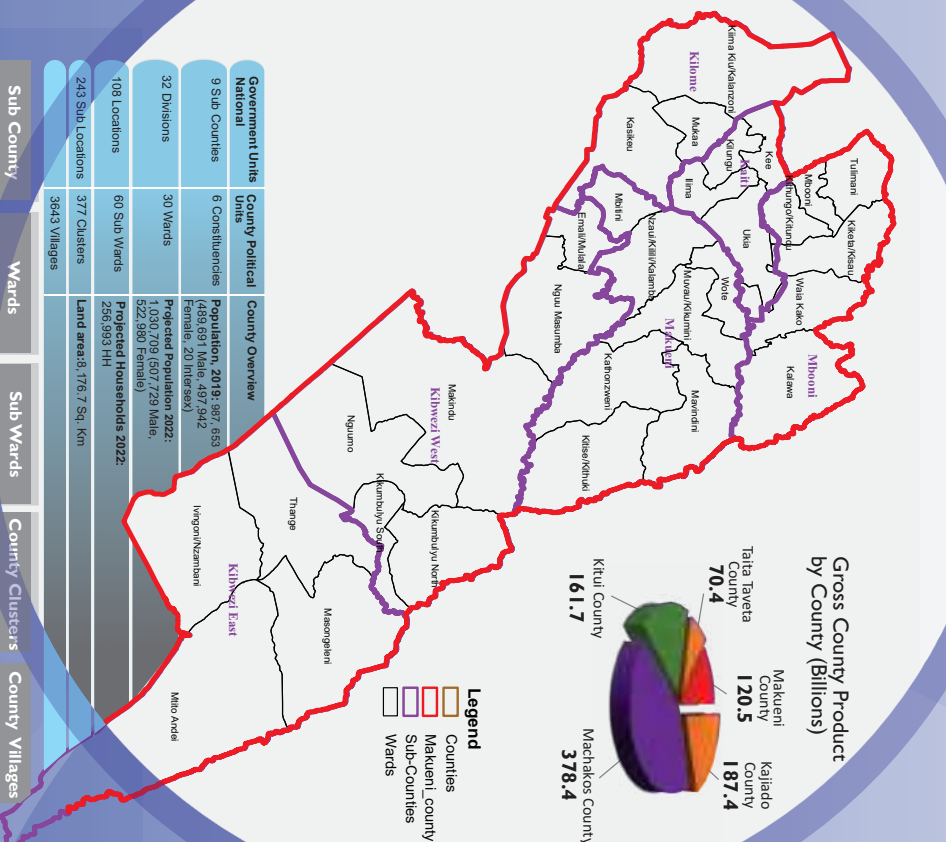 Gross County Product
by County (Billions)
Taita Taveta
County
70.4
Makueni
County
120.5
Kajiado
County
187.4
Kitui County
161.7
Machakos County
378.4
Legend
Counties
Makueni_county
Sub-Counties
Wards
Tulimani
Kiketa/Kisau
Mbooni
Kithungo/Kitundu
Waia Kako
Mbooni
Kalawa
Kiima Kiu/Kalanzoni
Kilome
Mukaa
Kasikeu
Kee
Kaiti
Kilungu
Ilima
Ukia
Wote
Muvau/Kikumini
Makueni
Mavindini
Nzaui/Kilili/Kalamba
Mbitini
Emali/Mulala
Kathonzweni
Kitise/Kithuki
Nguu Masumba
Makindu
Kibwezi West
Nguumo
Kikumbulyu North
Kikumbulyu South
Thange
Masongeleni
Kibwezi East
Ivingoni/Nzambani
Mtito Andei
Government Units
National
County Political
Units
County Overview
9 Sub Counties
6 Constituencies
Population, 2019: 987, 653
(489,691 Male, 497,942
Female, 20 Intersex)
32 Divisions
30 Wards
Projected Population 2022:
1,030,709 (507,729 Male,
522,980 Female)
108 Locations
60 Sub Wards
Projected Households 2022:
256,993 HH
243 Sub Locations
377 Clusters
Land area:8,176.7 Sq. Km
3643 Villages
Sub County
Wards
Sub Wards
County Clusters
County Villages